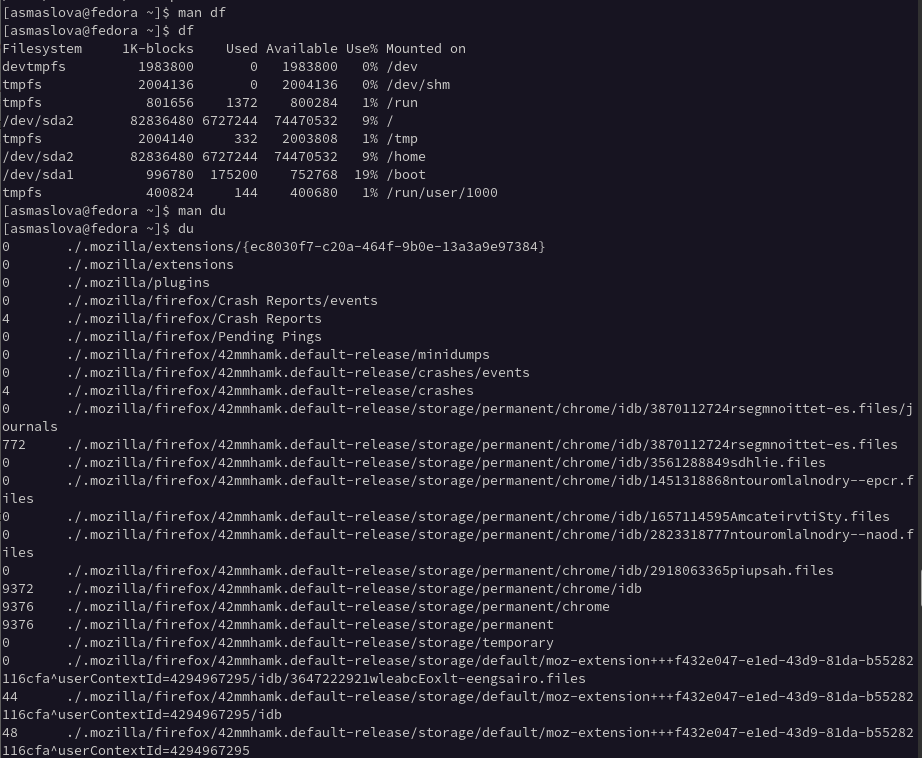 [asmaslova@fedora ~]$ man df
[asmaslova@fedora ~]$ df
Filesystem     1K-blocks    Used Available Use% Mounted on
devtmpfs         1983800       0   1983800   0% /dev
tmpfs            2004136       0   2004136   0% /dev/shm
tmpfs             801656    1372    800284   1% /run
/dev/sda2       82836480 6727244  74470532   9% /
tmpfs            2004140     332   2003808   1% /tmp
/dev/sda2       82836480 6727244  74470532   9% /home
/dev/sda1         996780  175200    752768  19% /boot
tmpfs             400824     144    400680   1% /run/user/1000
[asmaslova@fedora ~]$ man du
[asmaslova@fedora ~]$ du
0       ./.mozilla/extensions/{ec8030f7-c20a-464f-9b0e-13a3a9e97384}
0       ./.mozilla/extensions
0       ./.mozilla/plugins
0       ./.mozilla/firefox/Crash Reports/events
4       ./.mozilla/firefox/Crash Reports
0       ./.mozilla/firefox/Pending Pings
0       ./.mozilla/firefox/42mmhamk.default-release/minidumps
0       ./.mozilla/firefox/42mmhamk.default-release/crashes/events
4       ./.mozilla/firefox/42mmhamk.default-release/crashes
0       ./.mozilla/firefox/42mmhamk.default-release/storage/permanent/chrome/idb/3870112724rsegmnoittet-es.files/j
ournals
772     ./.mozilla/firefox/42mmhamk.default-release/storage/permanent/chrome/idb/3870112724rsegmnoittet-es.files
0       ./.mozilla/firefox/42mmhamk.default-release/storage/permanent/chrome/idb/3561288849sdhlie.files
0       ./.mozilla/firefox/42mmhamk.default-release/storage/permanent/chrome/idb/1451318868ntouromlalnodry--epcr.f
iles
0       ./.mozilla/firefox/42mmhamk.default-release/storage/permanent/chrome/idb/1657114595AmcateirvtiSty.files
0       ./.mozilla/firefox/42mmhamk.default-release/storage/permanent/chrome/idb/2823318777ntouromlalnodry--naod.f
iles
0       ./.mozilla/firefox/42mmhamk.default-release/storage/permanent/chrome/idb/2918063365piupsah.files
9372    ./.mozilla/firefox/42mmhamk.default-release/storage/permanent/chrome/idb
9376    ./.mozilla/firefox/42mmhamk.default-release/storage/permanent/chrome
9376    ./.mozilla/firefox/42mmhamk.default-release/storage/permanent
0       ./.mozilla/firefox/42mmhamk.default-release/storage/temporary
0       ./.mozilla/firefox/42mmhamk.default-release/storage/default/moz-extension+++f432e047-e1ed-43d9-81da-b55282
116cfa^userContextId=4294967295/idb/3647222921wleabcEoxlt-eengsairo.files
44      ./.mozilla/firefox/42mmhamk.default-release/storage/default/moz-extension+++f432e047-e1ed-43d9-81da-b55282
116cfa^userContextId=4294967295/idb
48      ./.mozilla/firefox/42mmhamk.default-release/storage/default/moz-extension+++f432e047-e1ed-43d9-81da-b55282
116cfa^userContextId=4294967295